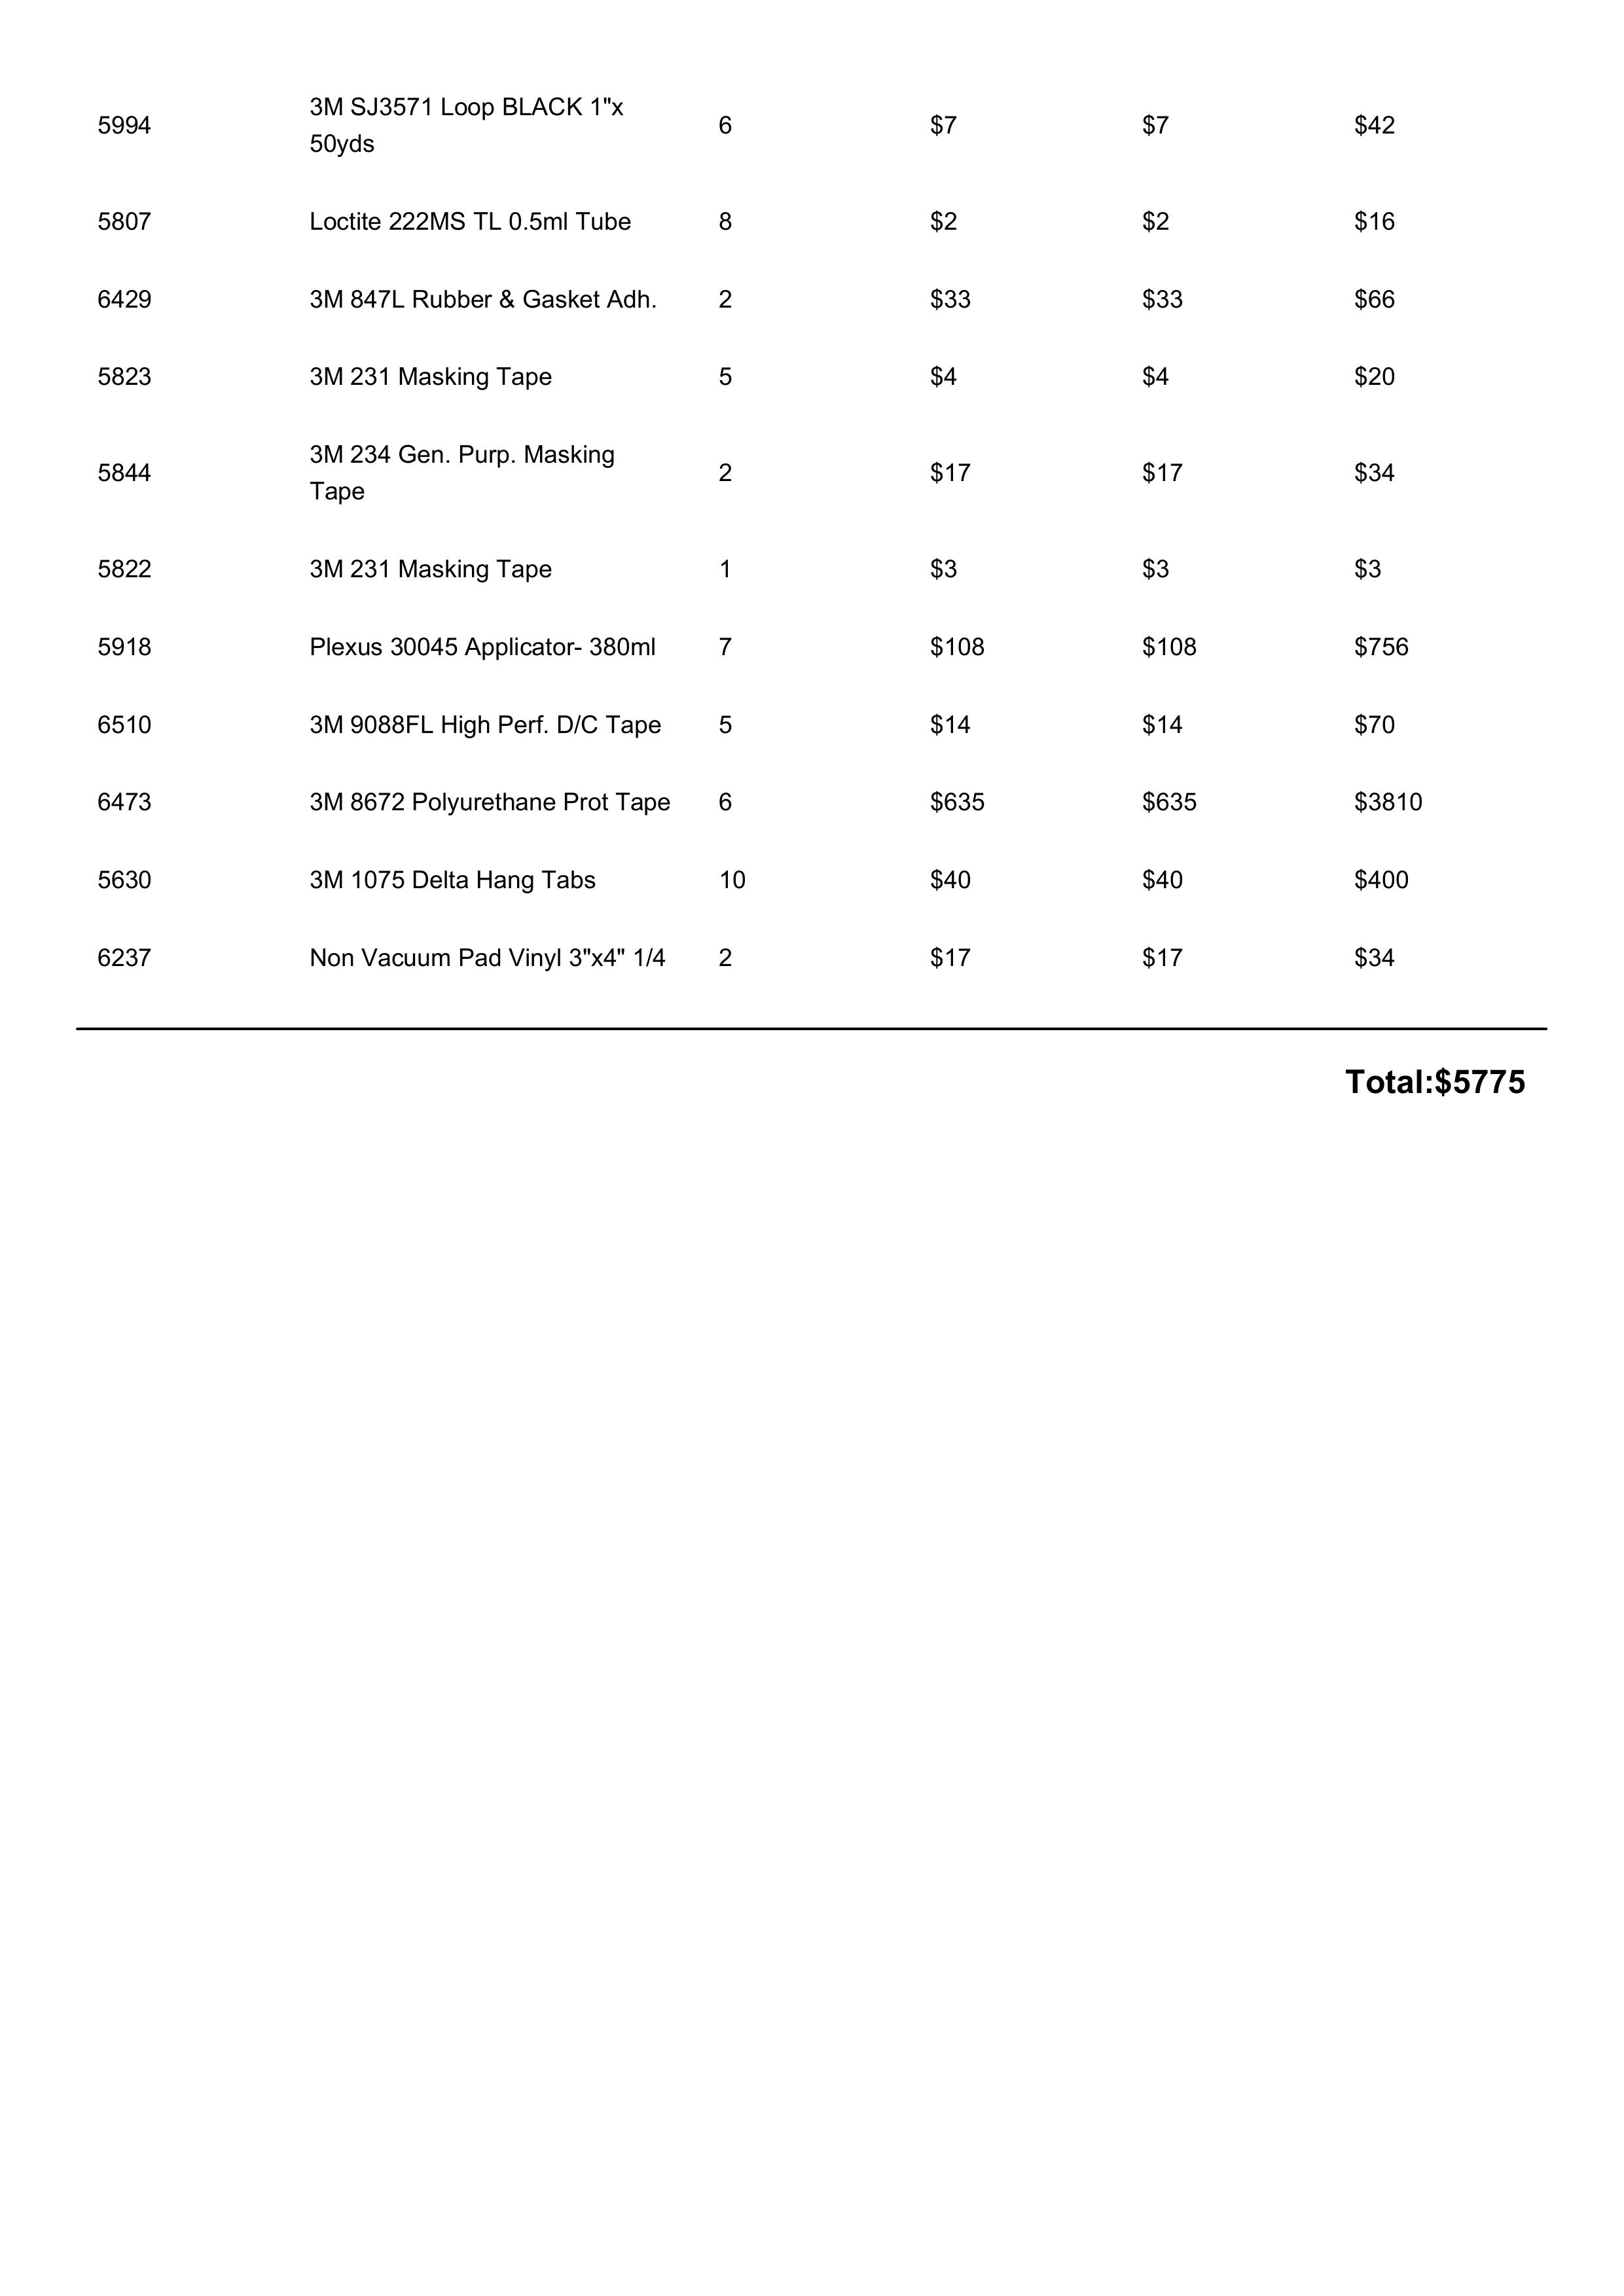 5994 3M SJ3571 Loop BLACK 1"x 50yds 6 $7 $7 $42
5807 Loctite 222MS TL 0.5ml Tube 8 $2 $2 $16
6429 3M 847L Rubber & Gasket Adh. 2 $33 $33 $66
5823 3M 231 Masking Tape 5 $4 $4 $20
5844 3M 234 Gen. Purp. Masking Tape 2 $17 $17 $34
5822 3M 231 Masking Tape 1 $3 $3 $3
5918 Plexus 30045 Applicator- 380ml 7 $108 $108 $756
6510 3M 9088FL High Perf. D/C Tape 5 $14 $14 $70
6473 3M 8672 Polyurethane Prot Tape 6 $635 $635 $3810
5630 3M 1075 Delta Hang Tabs 10 $40 $40 $400
6237 Non Vacuum Pad Vinyl 3"x4" 1/4 2 $17 $17 $34
Total:$5775